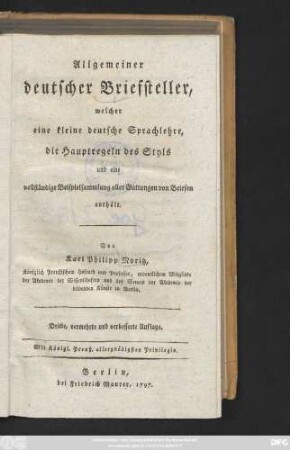 Allgemeiner
deutscher Briefsteller,
welcher
eine kleine deutsche Sprachlehre,
die Hauptregeln des Styls
und eine
vollständige Beispielsammlung aller Gattungen von Briefen
enthält.
Von
Karl Philipp Moritz,
Königlich Preußischem Hofrath und Professor, ordentlichem Mitgliede
der Akademie der Wissenschaften und des Senats der Akademie der
bildenden Künste in Berlin.
Dritte, vermehrte und verbesserte Auflage.
Mit Königl. Preuß. allergnädigstem Privilegio.
Berlin,
bei Friedrich Maurer, 1797.